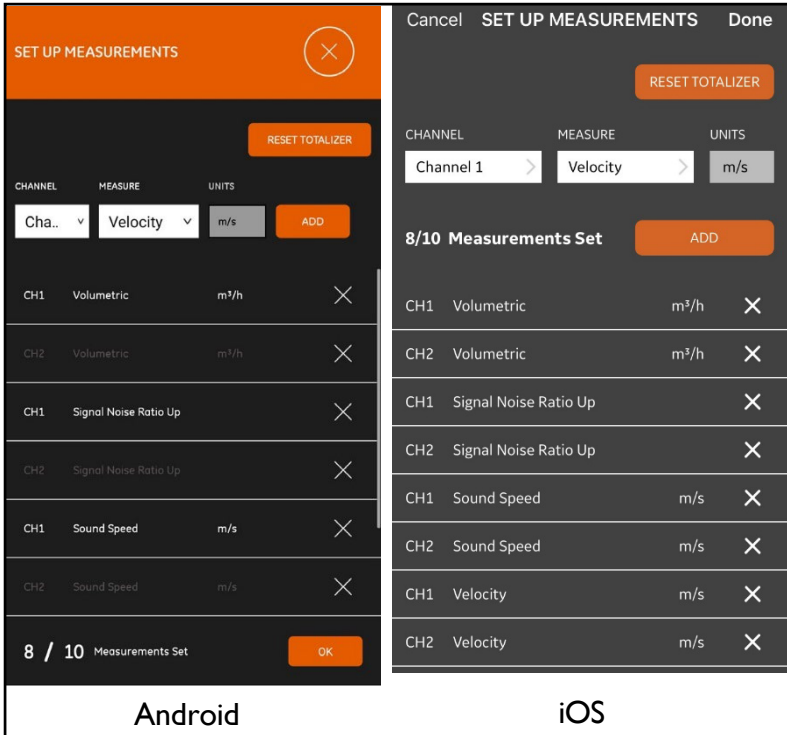 SET UP MEASUREMENTS
RESET TOTALIZER
CHANNEL MEASURE UNITS
Cha.. Velocity m/s ADD
CH1 Volumetric m³/h
CH2 Volumetric m³/h
CH1 Signal Noise Ratio Up
CH2 Signal Noise Ratio Up
CH1 Sound Speed m/s
CH2 Sound Speed m/s
8 / 10 Measurements Set OK
Android
Cancel SET UP MEASUREMENTS Done
RESET TOTALIZER
CHANNEL MEASURE UNITS
Channel 1 Velocity m/s
8/10 Measurements Set ADD
CH1 Volumetric m³/h
CH2 Volumetric m³/h
CH1 Signal Noise Ratio Up
CH2 Signal Noise Ratio Up
CH1 Sound Speed m/s
CH2 Sound Speed m/s
CH1 Velocity m/s
CH2 Velocity m/s
iOS